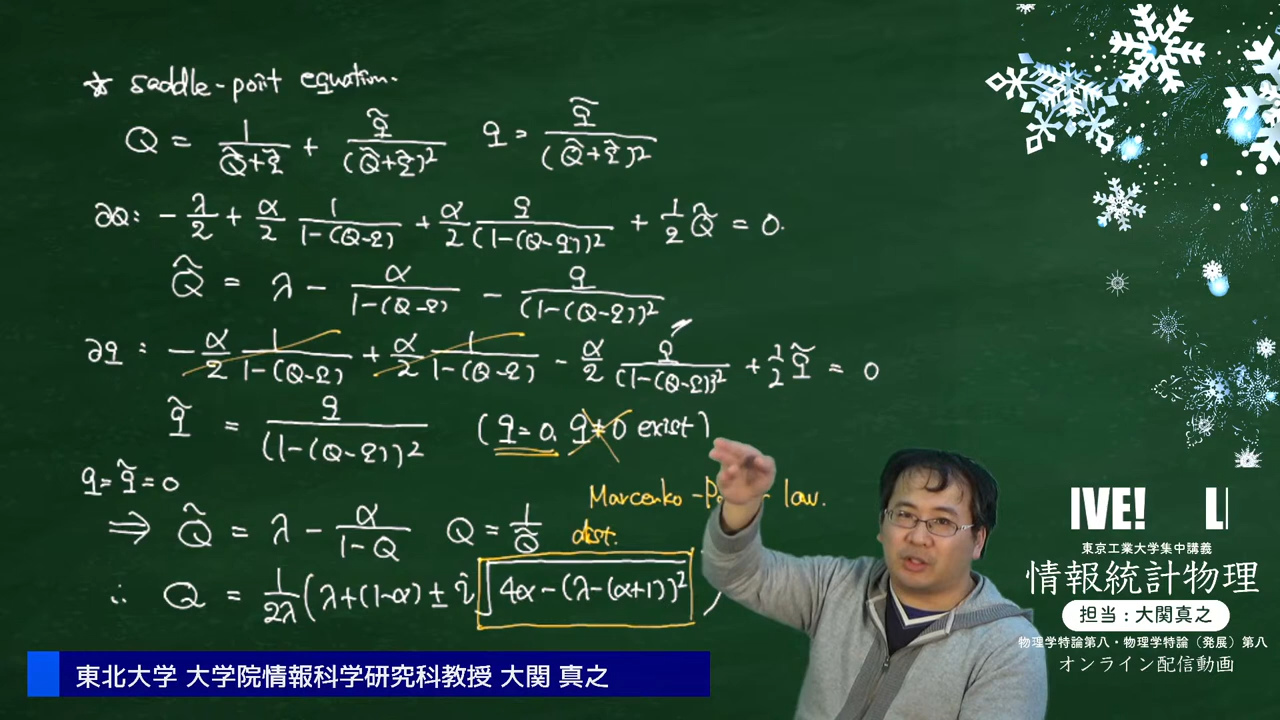 ☆ saddle-point equation.
Q = 1/(Q̃+q̃) + q̃/(Q̃+q̃)² q = q̃/(Q̃+q̃)²
∂Q: -λ/2 + α/2 1/(1-(Q-q)) + α/2 q/(1-(Q-q))² + 1/2 Q̃ = 0.
Q̃ = λ - α/(1-(Q-q)) - q/(1-(Q-q))²
∂q: -α/2 1/(1-(Q-q)) + α/2 1/(1-(Q-q)) - α/2 q/(1-(Q-q))² + 1/2 q̃ = 0
q̃ = q/(1-(Q-q))² (q=0, q≠0 exist)
q=q̃=0
Marcenko-P law.
⇒ Q̃ = λ - α/(1-Q) Q = 1/Q̃ dist.
∴ Q = 1/2λ (λ+(1-α) ± i√(4α-(λ-(α+1))²)
IVE! L
東京工業大学集中講義
情報統計物理
担当:大関真之
物理学特論第八・物理学特論(発展)第八
オンライン配信動画
東北大学 大学院情報科学研究科教授 大関 真之